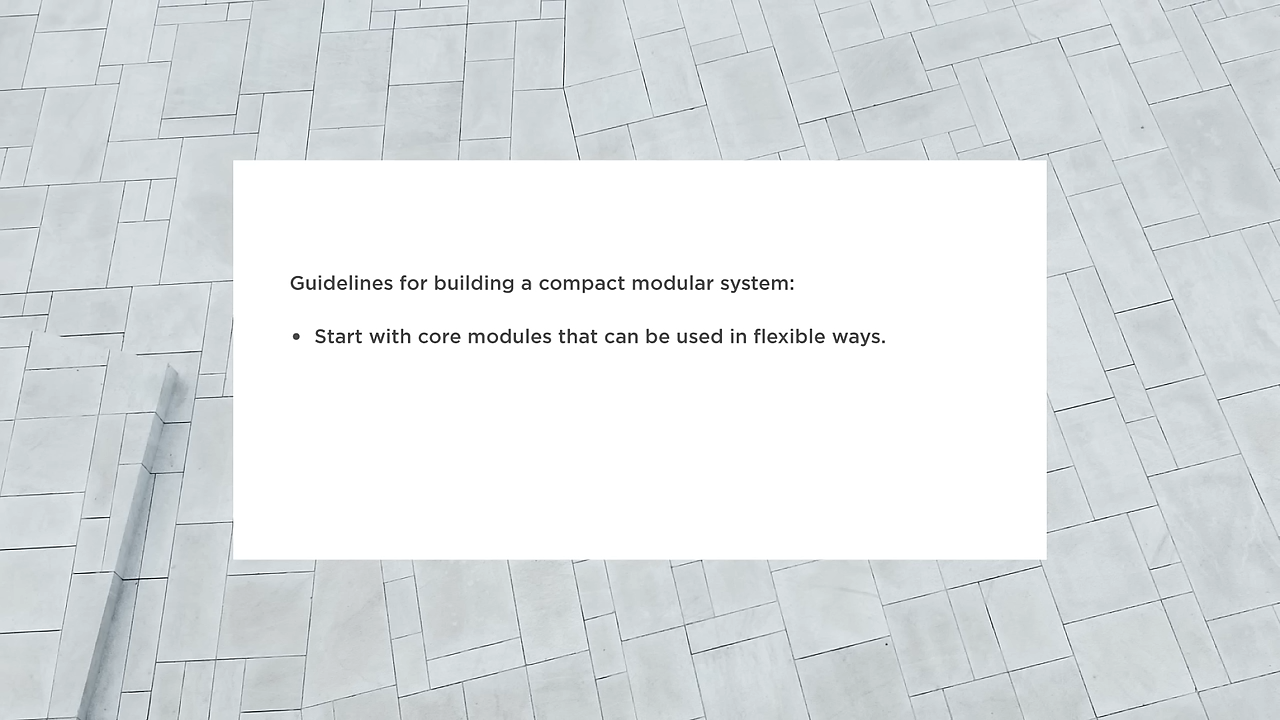 Guidelines for building a compact modular system:
• Start with core modules that can be used in flexible ways.